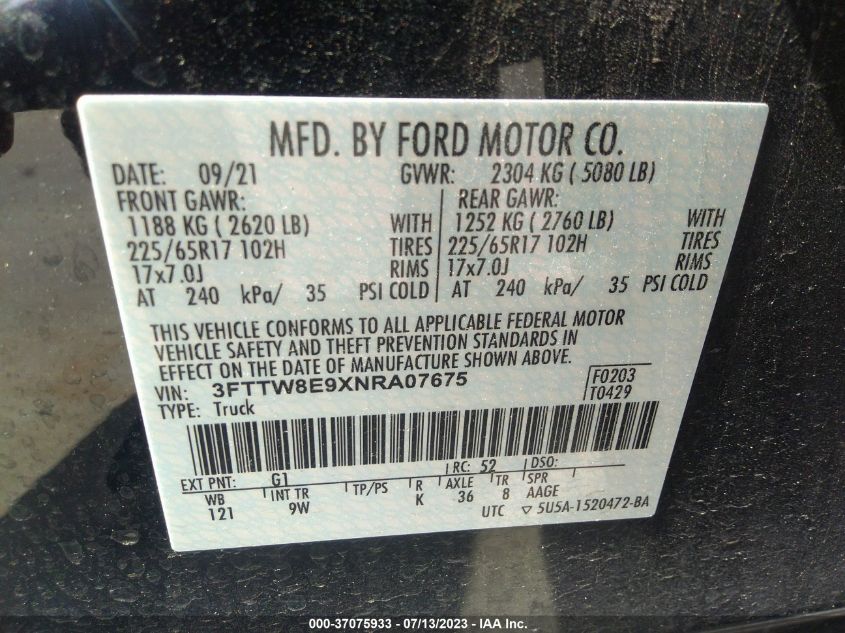 MFD. BY FORD MOTOR CO.
DATE: 09/21 GVWR: 2304 KG ( 5080 LB)
FRONT GAWR: REAR GAWR:
1188 KG ( 2620 LB) WITH 1252 KG ( 2760 LB) WITH
225/65R17 102H TIRES 225/65R17 102H TIRES
17x7.0J RIMS 17x7.0J RIMS
AT 240 kPa/ 35 PSI COLD AT 240 kPa/ 35 PSI COLD
THIS VEHICLE CONFORMS TO ALL APPLICABLE FEDERAL MOTOR
VEHICLE SAFETY AND THEFT PREVENTION STANDARDS IN
EFFECT ON THE DATE OF MANUFACTURE SHOWN ABOVE.
VIN: 3FTTW8E9XNRA07675 F0203
TYPE: Truck T0429
EXT PNT: G1 RC: 52 DSO:
WB INT TR TP/PS R AXLE TR SPR
121 9W K 36 8 AAGE
UTC ▽ 5U5A-1520472-BA
000-37075933 - 07/13/2023 - IAA Inc.